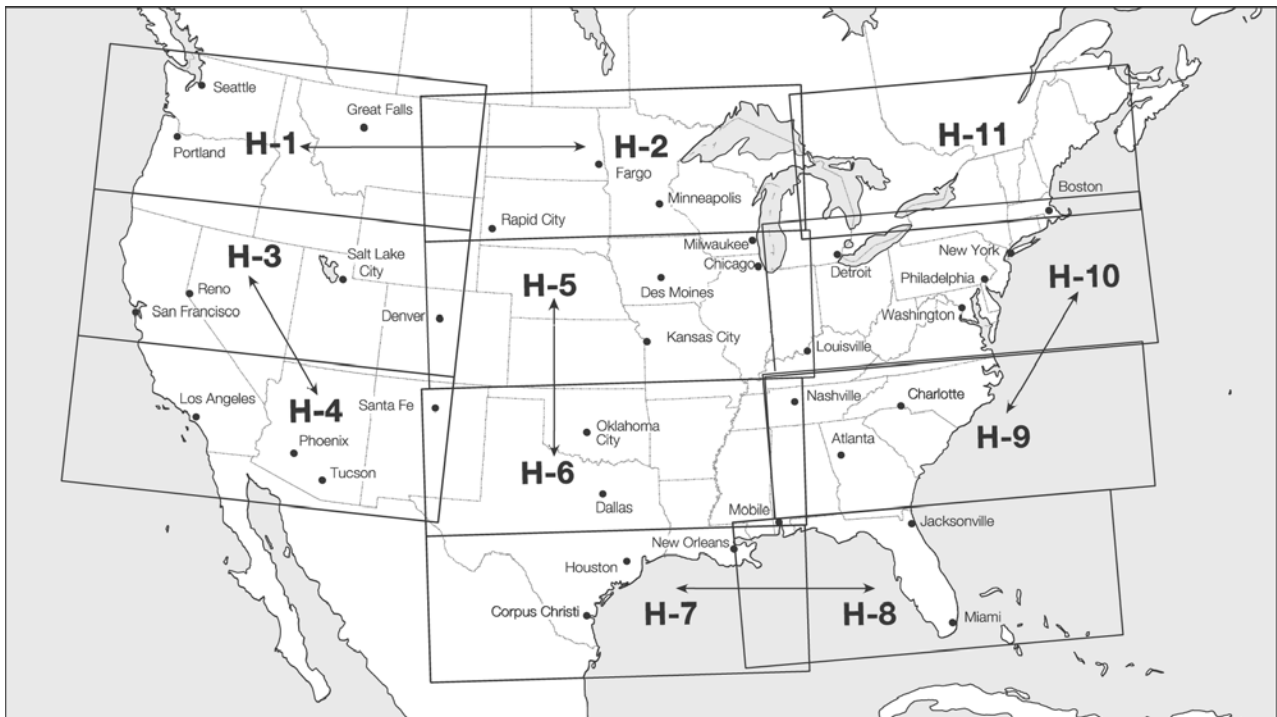 Seattle
Great Falls
H-1
H-2
H-11
Portland
Fargo
Minneapolis
Boston
Rapid City
Milwaukee
Chicago
Detroit
New York
H-3
Salt Lake
City
H-5
Des Moines
Philadelphia
H-10
Reno
San Francisco
Denver
Washington
Kansas City
Louisville
Los Angeles
H-4
Santa Fe
Nashville
Charlotte
Phoenix
Oklahoma
City
Atlanta
H-9
Tucson
H-6
Dallas
Mobile
Jacksonville
New Orleans
Houston
Corpus Christi
H-7
H-8
Miami